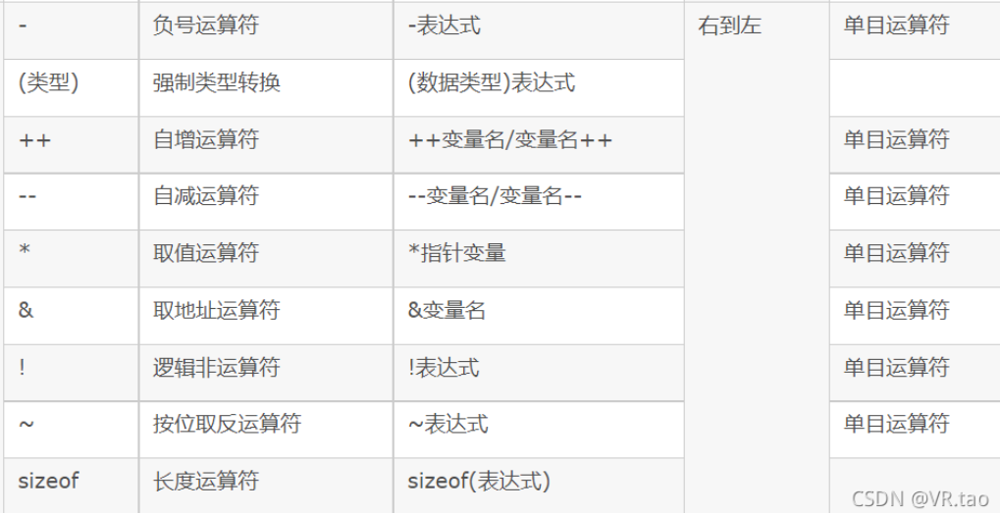 - 负号运算符 -表达式 右到左 单目运算符
(类型) 强制类型转换 (数据类型)表达式
++ 自增运算符 ++变量名/变量名++ 单目运算符
-- 自减运算符 --变量名/变量名-- 单目运算符
* 取值运算符 *指针变量 单目运算符
& 取地址运算符 &变量名 单目运算符
! 逻辑非运算符 !表达式 单目运算符
~ 按位取反运算符 ~表达式 单目运算符
sizeof 长度运算符 sizeof(表达式)
CSDN @VR.tao